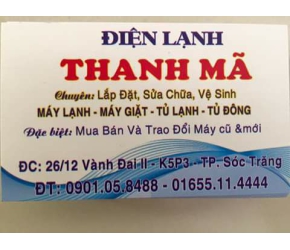 ĐIỆN LẠNH
THANH MÃ
Chuyên: Lắp Đặt, Sửa Chữa, Vệ Sinh
MÁY LẠNH - MÁY GIẶT - TỦ LẠNH - TỦ ĐÔNG
Đặc biệt: Mua Bán Và Trao Đổi Máy cũ &mới
ĐC: 26/12 Vành Đai II - K5P3 - TP. Sóc Trăng
ĐT: 0901.05.8488 - 01655.11.4444